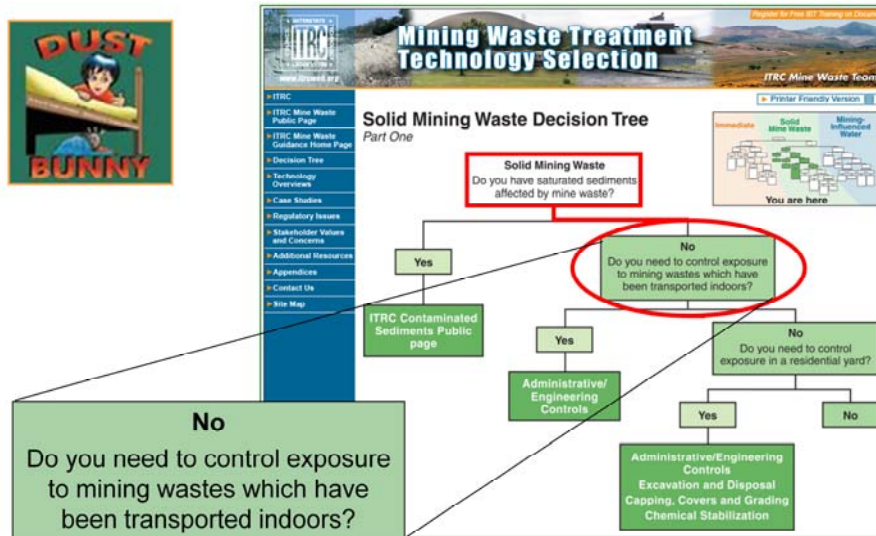 DUST
BUNNY
INTERSTATE
ITRC
www.itrcweb.org
Mining Waste Treatment
Technology Selection
ITRC Mine Waste Team
ITRC
ITRC Mine Waste
Public Page
ITRC Mine Waste
Guidance Home Page
Decision Tree
Technology
Overviews
Case Studies
Regulatory Issues
Stakeholder Values
and Concerns
Additional Resources
Appendices
Contact Us
Site Map
Printer Friendly Version
Solid Mining Waste Decision Tree
Part One
Immediate
Solid
Mine Waste
Mining-
Influenced
Water
You are here
Solid Mining Waste
Do you have saturated sediments
affected by mine waste?
Yes
No
Do you need to control exposure
to mining wastes which have
been transported indoors?
ITRC Contaminated
Sediments Public
page
Yes
No
Do you need to control
exposure in a residential yard?
Administrative/
Engineering
Controls
Yes
No
Administrative/Engineering
Controls
Excavation and Disposal
Capping, Covers and Grading
Chemical Stabilization
No
Do you need to control exposure
to mining wastes which have
been transported indoors?